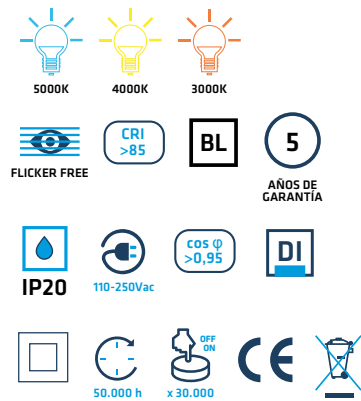 5000K
4000K
3000K
FLICKER FREE
CRI
>85
BL
5
AÑOS DE
GARANTÍA
IP20
110-250Vac
cos φ
>0,95
DI
50.000 h
OFF
ON
x 30.000
CE